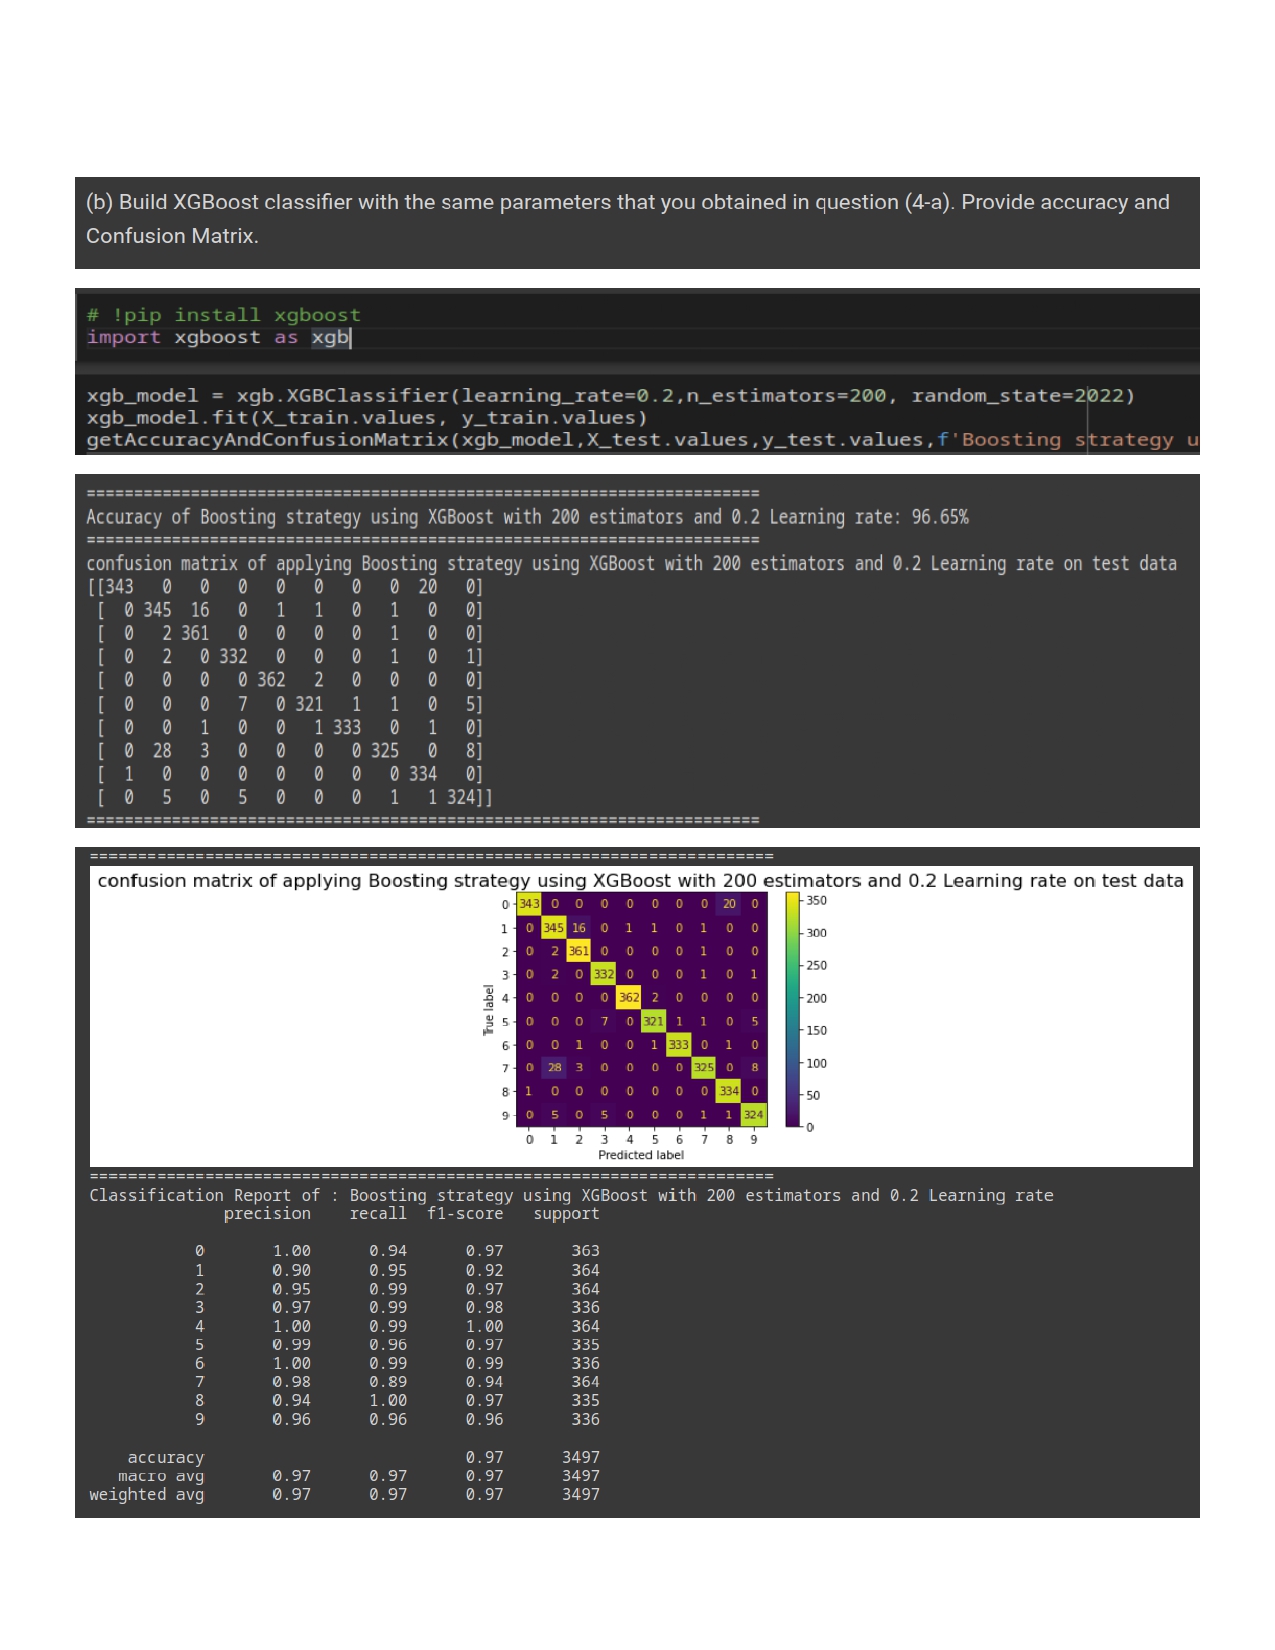 (b) Build XGBoost classifier with the same parameters that you obtained in question (4-a). Provide accuracy and
Confusion Matrix.
# !pip install xgboost
import xgboost as xgb
xgb_model = xgb.XGBClassifier(learning_rate=0.2,n_estimators=200, random_state=2022)
xgb_model.fit(X_train.values, y_train.values)
getAccuracyAndConfusionMatrix(xgb_model,X_test.values,y_test.values,f'Boosting strategy u
=======================================================================
Accuracy of Boosting strategy using XGBoost with 200 estimators and 0.2 Learning rate: 96.65%
=======================================================================
confusion matrix of applying Boosting strategy using XGBoost with 200 estimators and 0.2 Learning rate on test data
[[343 0 0 0 0 0 0 0 20 0]
[ 0 345 16 0 1 1 0 1 0 0]
[ 0 2 361 0 0 0 0 1 0 0]
[ 0 2 0 332 0 0 0 1 0 1]
[ 0 0 0 0 362 2 0 0 0 0]
[ 0 0 0 7 0 321 1 1 0 5]
[ 0 0 1 0 0 1 333 0 1 0]
[ 0 28 3 0 0 0 0 325 0 8]
[ 1 0 0 0 0 0 0 0 334 0]
[ 0 5 0 5 0 0 0 1 1 324]]
=======================================================================
=======================================================================
confusion matrix of applying Boosting strategy using XGBoost with 200 estimators and 0.2 Learning rate on test data
0 343 0 0 0 0 0 0 0 20 0
1 0 345 16 0 1 1 0 1 0 0
2 0 2 361 0 0 0 0 1 0 0
3 0 2 0 332 0 0 0 1 0 1
4 0 0 0 0 362 2 0 0 0 0
5 0 0 0 7 0 321 1 1 0 5
6 0 0 1 0 0 1 333 0 1 0
7 0 28 3 0 0 0 0 325 0 8
8 1 0 0 0 0 0 0 0 334 0
9 0 5 0 5 0 0 0 1 1 324
0 1 2 3 4 5 6 7 8 9
Predicted label
True label
350
300
250
200
150
100
50
0
=======================================================================
Classification Report of : Boosting strategy using XGBoost with 200 estimators and 0.2 Learning rate
precision recall f1-score support
0 1.00 0.94 0.97 363
1 0.90 0.95 0.92 364
2 0.95 0.99 0.97 364
3 0.97 0.99 0.98 336
4 1.00 0.99 1.00 364
5 0.99 0.96 0.97 335
6 1.00 0.99 0.99 336
7 0.98 0.89 0.94 364
8 0.94 1.00 0.97 335
9 0.96 0.96 0.96 336
accuracy 0.97 3497
macro avg 0.97 0.97 0.97 3497
weighted avg 0.97 0.97 0.97 3497